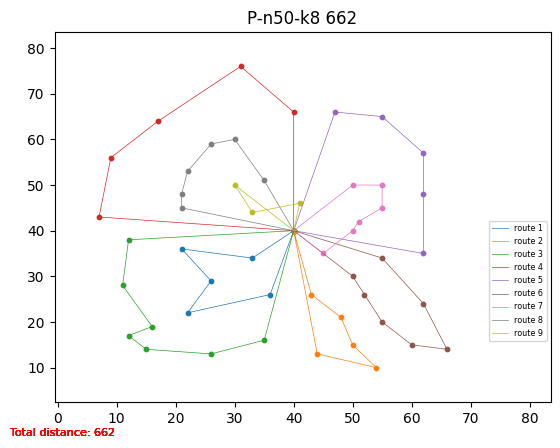 P-n50-k8 662
80
70
60
50
40
30
20
10
0 10 20 30 40 50 60 70 80
route 1
route 2
route 3
route 4
route 5
route 6
route 7
route 8
route 9
Total distance: 662